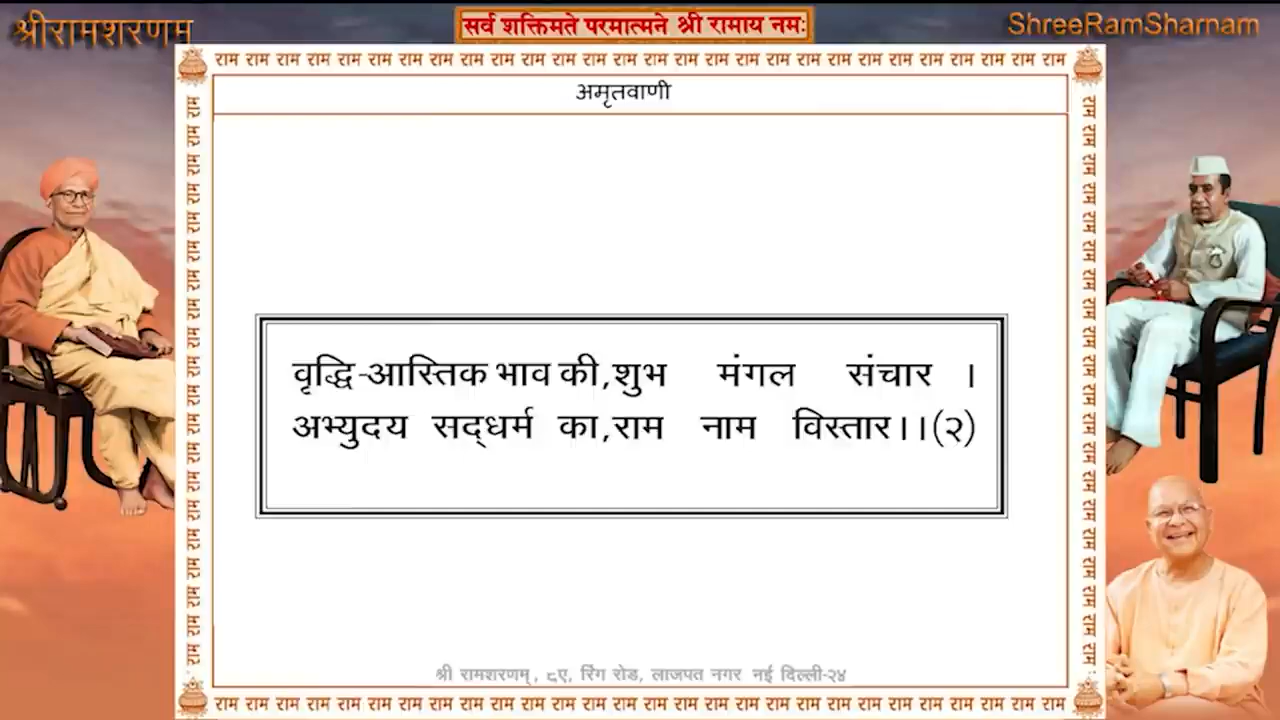 श्रीरामशरणम्
सर्व शक्तिमते परमात्मने श्री रामाय नमः
ShreeRamSharnam
राम राम राम राम राम राम राम राम राम राम राम राम राम राम राम राम राम राम राम राम राम राम राम राम राम राम राम राम
अमृतवाणी
वृद्धि-आस्तिक भाव की,शुभ मंगल संचार ।
अभ्युदय सद्धर्म का,राम नाम विस्तार।।(२)
श्री रामशरणम्, ८ए, रिंग रोड, लाजपत नगर नई दिल्ली-२४
राम राम राम राम राम राम राम राम राम राम राम राम राम राम राम राम राम राम राम राम राम राम राम राम राम राम राम राम